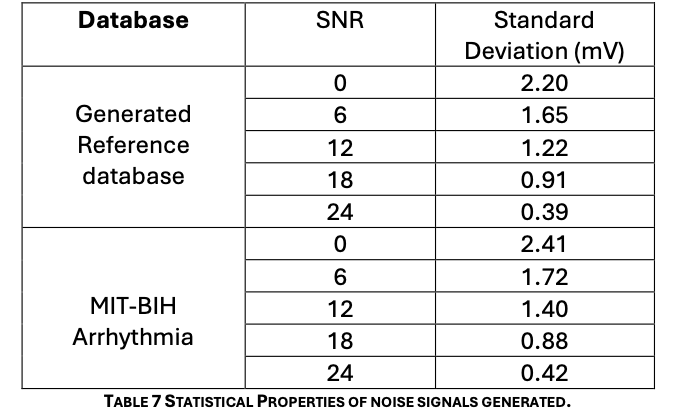 Database SNR Standard
Deviation (mV)
Generated
Reference
database
0 2.20
6 1.65
12 1.22
18 0.91
24 0.39
MIT-BIH
Arrhythmia
0 2.41
6 1.72
12 1.40
18 0.88
24 0.42
TABLE 7 STATISTICAL PROPERTIES OF NOISE SIGNALS GENERATED.